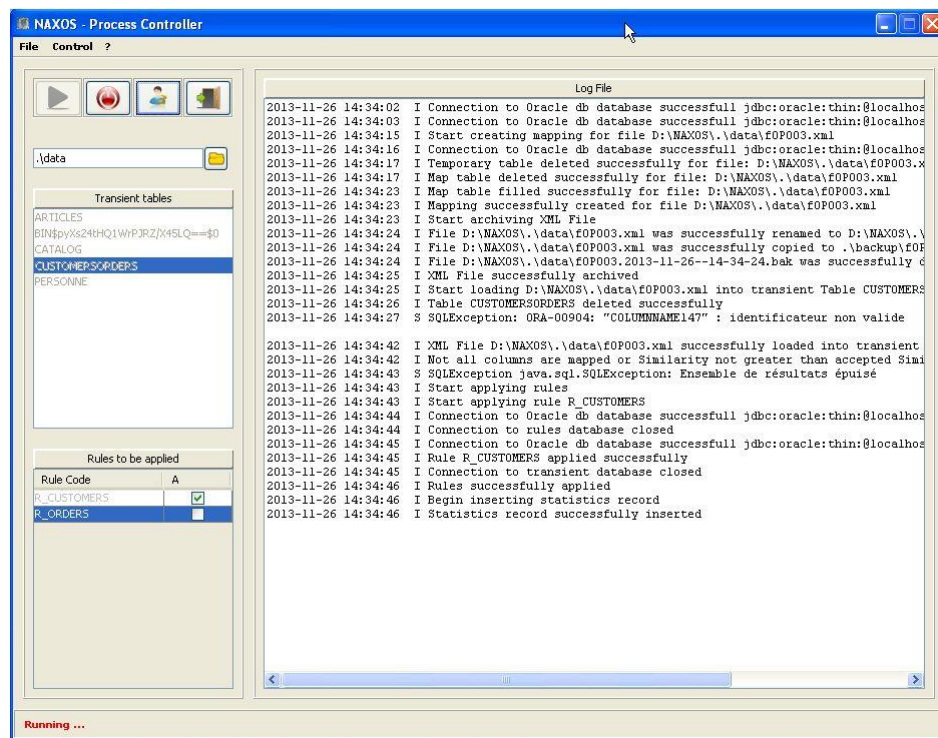 NAXOS - Process Controller
File Control ?
.\data
Transient tables
ARTICLES
BIN$pyXs24tHQ1WrPJRZ/X45LQ==$0
CATALOG
CUSTOMERSORDERS
PERSONNE
Rules to be applied
Rule Code A
R_CUSTOMERS
R_ORDERS
Log File
2013-11-26 14:34:02 I Connection to Oracle db database successfull jdbc:oracle:thin:@localhos
2013-11-26 14:34:03 I Connection to Oracle db database successfull jdbc:oracle:thin:@localhos
2013-11-26 14:34:15 I Start creating mapping for file D:\NAXOS\.\data\f0P003.xml
2013-11-26 14:34:16 I Connection to Oracle db database successfull jdbc:oracle:thin:@localhos
2013-11-26 14:34:17 I Temporary table deleted successfully for file: D:\NAXOS\.\data\f0P003.x
2013-11-26 14:34:17 I Map table deleted successfully for file: D:\NAXOS\.\data\f0P003.xml
2013-11-26 14:34:23 I Map table filled successfully for file: D:\NAXOS\.\data\f0P003.xml
2013-11-26 14:34:23 I Mapping successfully created for file D:\NAXOS\.\data\f0P003.xml
2013-11-26 14:34:23 I Start archiving XML File
2013-11-26 14:34:24 I File D:\NAXOS\.\data\f0P003.xml was successfully renamed to D:\NAXOS\.\
2013-11-26 14:34:24 I File D:\NAXOS\.\data\f0P003.xml was successfully copied to .\backup\f0P
2013-11-26 14:34:24 I File D:\NAXOS\.\data\f0P003.2013-11-26--14-34-24.bak was successfully d
2013-11-26 14:34:25 I XML File successfully archived
2013-11-26 14:34:25 I Start loading D:\NAXOS\.\data\f0P003.xml into transient Table CUSTOMERS
2013-11-26 14:34:26 I Table CUSTOMERSORDERS deleted successfully
2013-11-26 14:34:27 S SQLException: ORA-00904: "COLUMNNAME147" : identificateur non valide
2013-11-26 14:34:42 I XML File D:\NAXOS\.\data\f0P003.xml successfully loaded into transient
2013-11-26 14:34:42 I Not all columns are mapped or Similarity not greater than accepted Simi
2013-11-26 14:34:43 S SQLException java.sql.SQLException: Ensemble de résultats épuisé
2013-11-26 14:34:43 I Start applying rules
2013-11-26 14:34:43 I Start applying rule R_CUSTOMERS
2013-11-26 14:34:44 I Connection to Oracle db database successfull jdbc:oracle:thin:@localhos
2013-11-26 14:34:44 I Connection to rules database closed
2013-11-26 14:34:45 I Connection to Oracle db database successfull jdbc:oracle:thin:@localhos
2013-11-26 14:34:45 I Rule R_CUSTOMERS applied successfully
2013-11-26 14:34:45 I Connection to transient database closed
2013-11-26 14:34:46 I Rules successfully applied
2013-11-26 14:34:46 I Begin inserting statistics record
2013-11-26 14:34:46 I Statistics record successfully inserted
Running ...